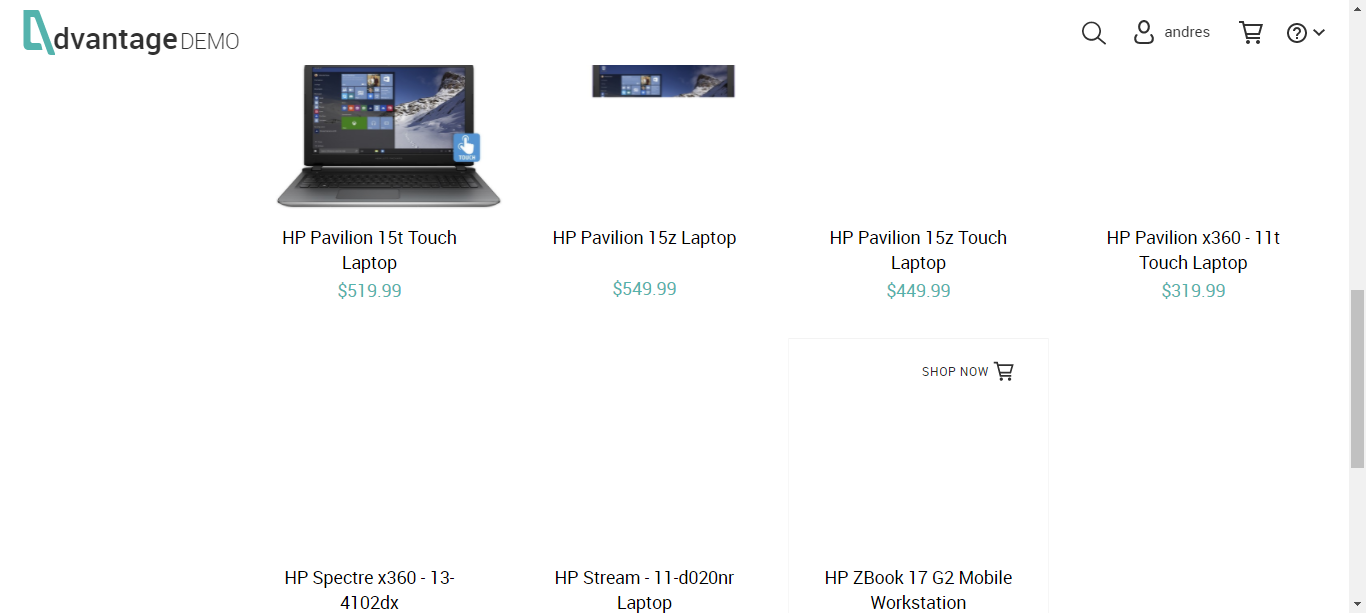 AdvantageDEMO
andres
TOUCH
HP Pavilion 15t Touch
Laptop
$519.99
HP Pavilion 15z Laptop
$549.99
HP Pavilion 15z Touch
Laptop
$449.99
HP Pavilion x360 - 11t
Touch Laptop
$319.99
SHOP NOW
HP Spectre x360 - 13-
4102dx
HP Stream - 11-d020nr
Laptop
HP ZBook 17 G2 Mobile
Workstation